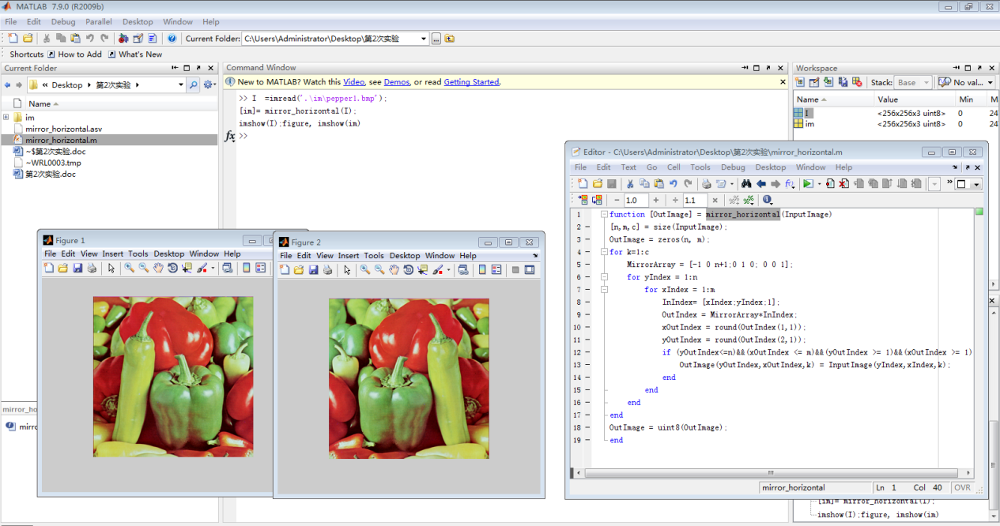 MATLAB 7.9.0 (R2009b)
File Edit Debug Parallel Desktop Window Help
Current Folder: C:\Users\Administrator\Desktop\第2次实验
Shortcuts How to Add What's New
Current Folder
« Desktop 第2次实验
Name
im
mirror_horizontal.asv
mirror_horizontal.m
~$第2次实验.doc
~WRL0003.tmp
第2次实验.doc
mirror_ho
mirro
Command Window
New to MATLAB? Watch this Video, see Demos, or read Getting Started.
>> I =imread('.\im\pepper1.bmp');
[im]= mirror_horizontal(I);
imshow(I);figure, imshow(im)
fx >>
Workspace
Stack: Base No val...
Name Value Min M
I <256x256x3 uint8> 0 24
im <256x256x3 uint8> 0 24
Figure 1
File Edit View Insert Tools Desktop Window Help
Figure 2
File Edit View Insert Tools Desktop Window Help
Editor - C:\Users\Administrator\Desktop\第2次实验\mirror_horizontal.m
File Edit Text Go Cell Tools Debug Desktop Window Help
- 1.0 + ÷ 1.1 ×
1 function [OutImage] = mirror_horizontal(InputImage)
2 [n,m,c] = size(InputImage);
3 OutImage = zeros(n, m);
4 for k=1:c
5 MirrorArray = [-1 0 n+1;0 1 0; 0 0 1];
6 for yIndex = 1:n
7 for xIndex = 1:m
8 InIndex= [xIndex;yIndex;1];
9 OutIndex = MirrorArray*InIndex;
10 xOutIndex = round(OutIndex(1,1));
11 yOutIndex = round(OutIndex(2,1));
12 if (yOutIndex<=n)&&(xOutIndex <= m)&&(yOutIndex >= 1)&&(xOutIndex >= 1)
13 OutImage(yOutIndex,xOutIndex,k) = InputImage(yIndex,xIndex,k);
14 end
15 end
16 end
17 end
18 OutImage = uint8(OutImage);
19 end
mirror_horizontal Ln 1 Col 40 OVR
[im]= mirror_horizontal(I);
imshow(I);figure, imshow(im)